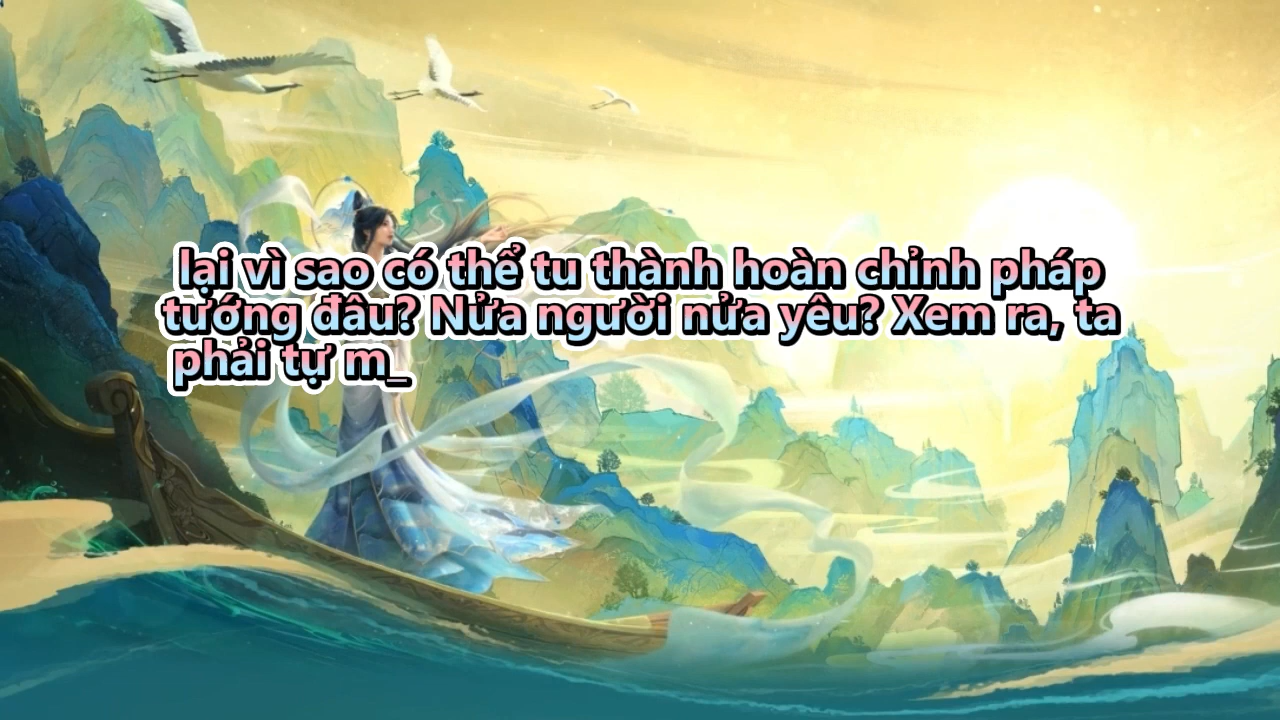 lại vì sao có thể tu thành hoàn chỉnh pháp
tướng đâu? Nửa người nửa yêu? Xem ra, ta
phải tự m_